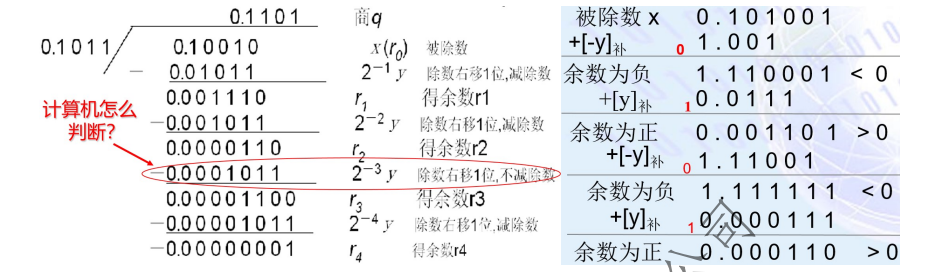 0.1101 商q
0.1011 0.10010 x(r0) 被除数
- 0.01011 2⁻¹ y 除数右移1位,减除数
0.001110 r1 得余数r1
计算机怎么判断?
-0.001011 2⁻² y 除数右移1位,减除数
0.0000110 r2 得余数r2
-0.0001011 2⁻³ y 除数右移1位,不减除数
0.00001100 r3 得余数r3
-0.00001011 2⁻⁴ y 除数右移1位,减除数
-0.00000001 r4 得余数r4
被除数 x 0.101001
+[-y]补 0 1.001
余数为负 1.110001 < 0
+[y]补 1 0.0111
余数为正 0.001101 >0
+[-y]补 0 1.11001
余数为负 1.111111 <0
+[y]补 1 0.000111
余数为正 0.000110 >0